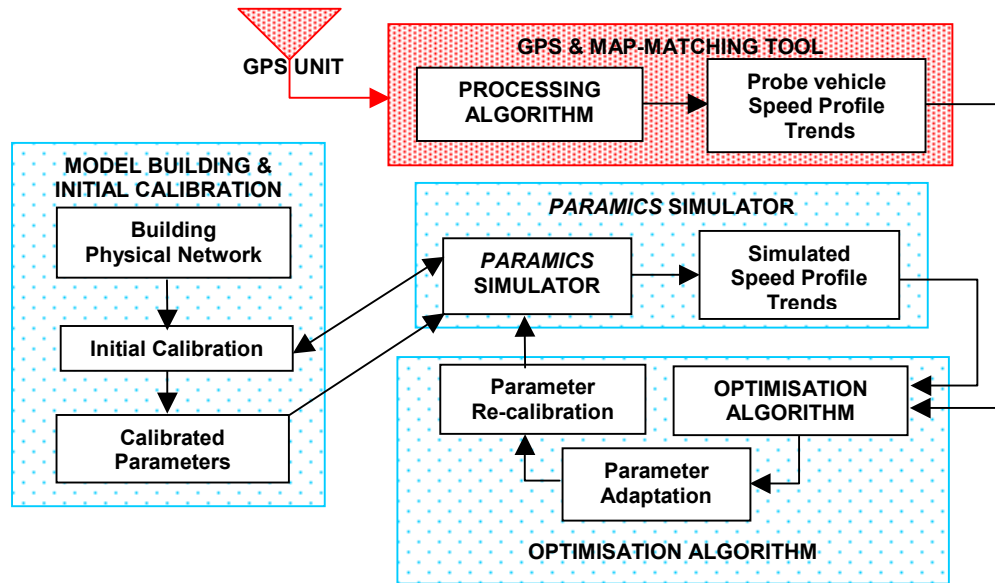 GPS UNIT
GPS & MAP-MATCHING TOOL
PROCESSING
ALGORITHM
Probe vehicle
Speed Profile
Trends
MODEL BUILDING &
INITIAL CALIBRATION
Building
Physical Network
Initial Calibration
Calibrated
Parameters
PARAMICS SIMULATOR
PARAMICS
SIMULATOR
Simulated
Speed Profile
Trends
Parameter
Re-calibration
OPTIMISATION
ALGORITHM
Parameter
Adaptation
OPTIMISATION ALGORITHM